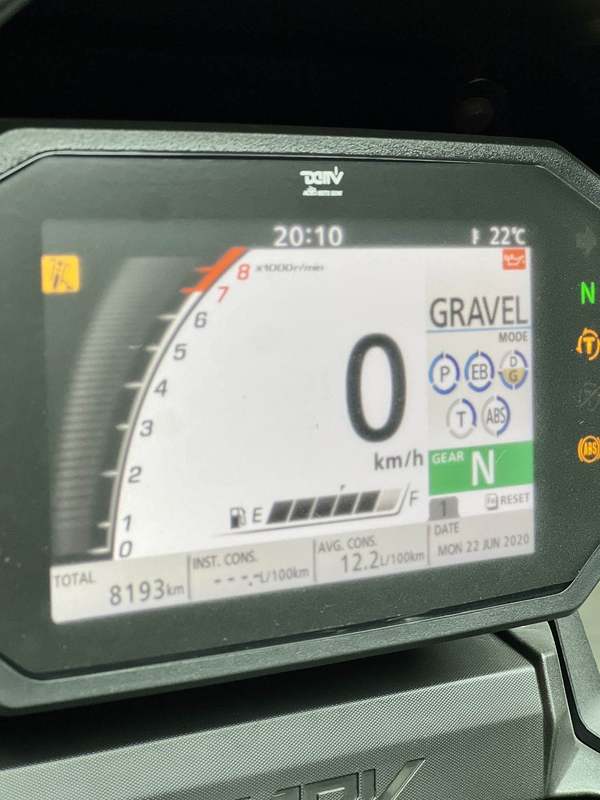 20:10
22°C
x1000r/min
8
7
6
5
4
3
2
1
0
GRAVEL
MODE
P EB D G
T ABS
0
km/h
GEAR N
E F
1
RESET
TOTAL
8193km
INST. CONS.
---.-L/100km
AVG. CONS.
12.2L/100km
DATE
MON 22 JUN 2020
N
T
ABS